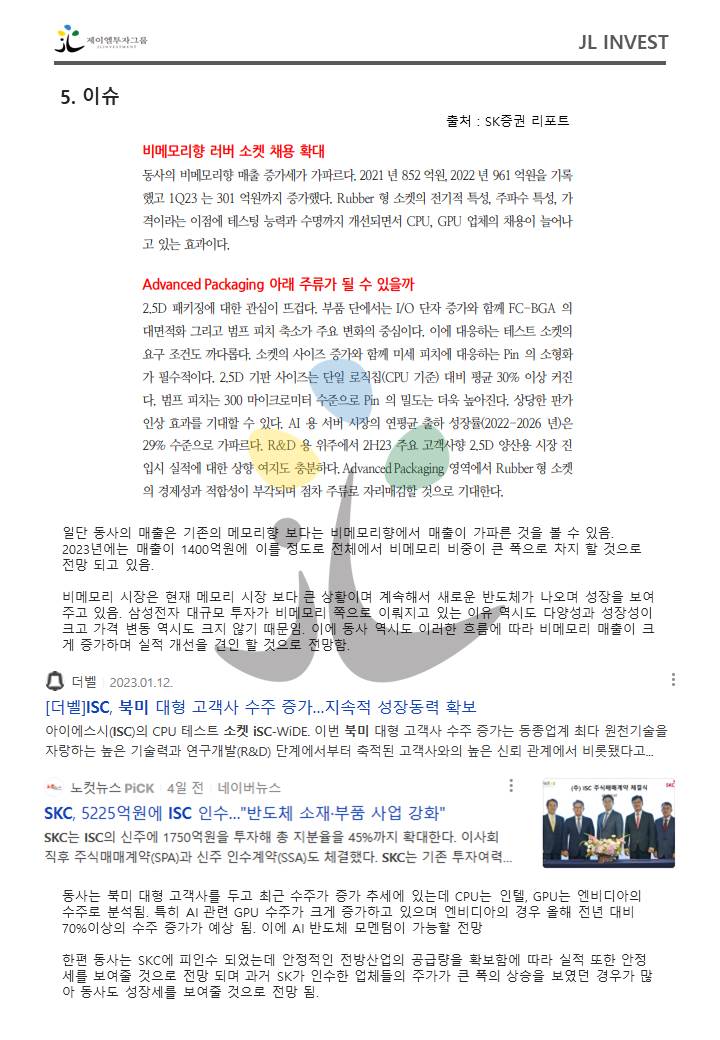 제이엘투자그룹
JL INVESTMENT
JL INVEST
5. 이슈
출처 : SK증권 리포트
비메모리향 러버 소켓 채용 확대
동사의 비메모리향 매출 증가세가 가파르다. 2021 년 852 억원, 2022 년 961 억원을 기록
했고 1Q23 는 301 억원까지 증가했다. Rubber 형 소켓의 전기적 특성, 주파수 특성, 가
격이라는 이점에 테스팅 능력과 수명까지 개선되면서 CPU, GPU 업체의 채용이 늘어나
고 있는 효과이다.
Advanced Packaging 아래 주류가 될 수 있을까
2.5D 패키징에 대한 관심이 뜨겁다. 부품 단에서는 I/O 단자 증가와 함께 FC-BGA 의
대면적화 그리고 범프 피치 축소가 주요 변화의 중심이다. 이에 대응하는 테스트 소켓의
요구 조건도 까다롭다. 소켓의 사이즈 증가와 함께 미세 피치에 대응하는 Pin 의 소형화
가 필수적이다. 2.5D 기판 사이즈는 단일 로직칩(CPU 기준) 대비 평균 30% 이상 커진
다. 범프 피치는 300 마이크로미터 수준으로 Pin 의 밀도는 더욱 높아진다. 상당한 판가
인상 효과를 기대할 수 있다. AI 용 서버 시장의 연평균 출하 성장률(2022-2026 년)은
29% 수준으로 가파르다. R&D 용 위주에서 2H23 주요 고객사향 2.5D 양산용 시장 진
입시 실적에 대한 상향 여지도 충분하다. Advanced Packaging 영역에서 Rubber 형 소켓
의 경제성과 적합성이 부각되며 점차 주류로 자리매김할 것으로 기대한다.
일단 동사의 매출은 기존의 메모리향 보다는 비메모리향에서 매출이 가파른 것을 볼 수 있음.
2023년에는 매출이 1400억원에 이를 정도로 전체에서 비메모리 비중이 큰 폭으로 차지 할 것으로
전망 되고 있음.
비메모리 시장은 현재 메모리 시장 보다 큰 상황이며 계속해서 새로운 반도체가 나오며 성장을 보여
주고 있음. 삼성전자 대규모 투자가 비메모리 쪽으로 이뤄지고 있는 이유 역시도 다양성과 성장성이
크고 가격 변동 역시도 크지 않기 때문임. 이에 동사 역시도 이러한 흐름에 따라 비메모리 매출이 크
게 증가하며 실적 개선을 견인 할 것으로 전망함.
더벨 2023.01.12.
[더벨]ISC, 북미 대형 고객사 수주 증가...지속적 성장동력 확보
아이에스시(ISC)의 CPU 테스트 소켓 iSC-WiDE. 이번 북미 대형 고객사 수주 증가는 동종업계 최다 원천기술을
자랑하는 높은 기술력과 연구개발(R&D) 단계에서부터 축적된 고객사와의 높은 신뢰 관계에서 비롯됐다고...
노컷뉴스 PiCK 4일 전 네이버뉴스
SKC, 5225억원에 ISC 인수..."반도체 소재·부품 사업 강화"
SKC는 ISC의 신주에 1750억원을 투자해 총 지분율을 45%까지 확대한다. 이사회
직후 주식매매계약(SPA)과 신주 인수계약(SSA)도 체결했다. SKC는 기존 투자여력...
(주) ISC 주식매매계약 체결식
동사는 북미 대형 고객사를 두고 최근 수주가 증가 추세에 있는데 CPU는 인텔, GPU는 엔비디아의
수주로 분석됨. 특히 AI 관련 GPU 수주가 크게 증가하고 있으며 엔비디아의 경우 올해 전년 대비
70%이상의 수주 증가가 예상 됨. 이에 AI 반도체 모멘텀이 가능할 전망
한편 동사는 SKC에 피인수 되었는데 안정적인 전방산업의 공급량을 확보함에 따라 실적 또한 안정
세를 보여줄 것으로 전망 되며 과거 SK가 인수한 업체들의 주가가 큰 폭의 상승을 보였던 경우가 많
아 동사도 성장세를 보여줄 것으로 전망 됨.